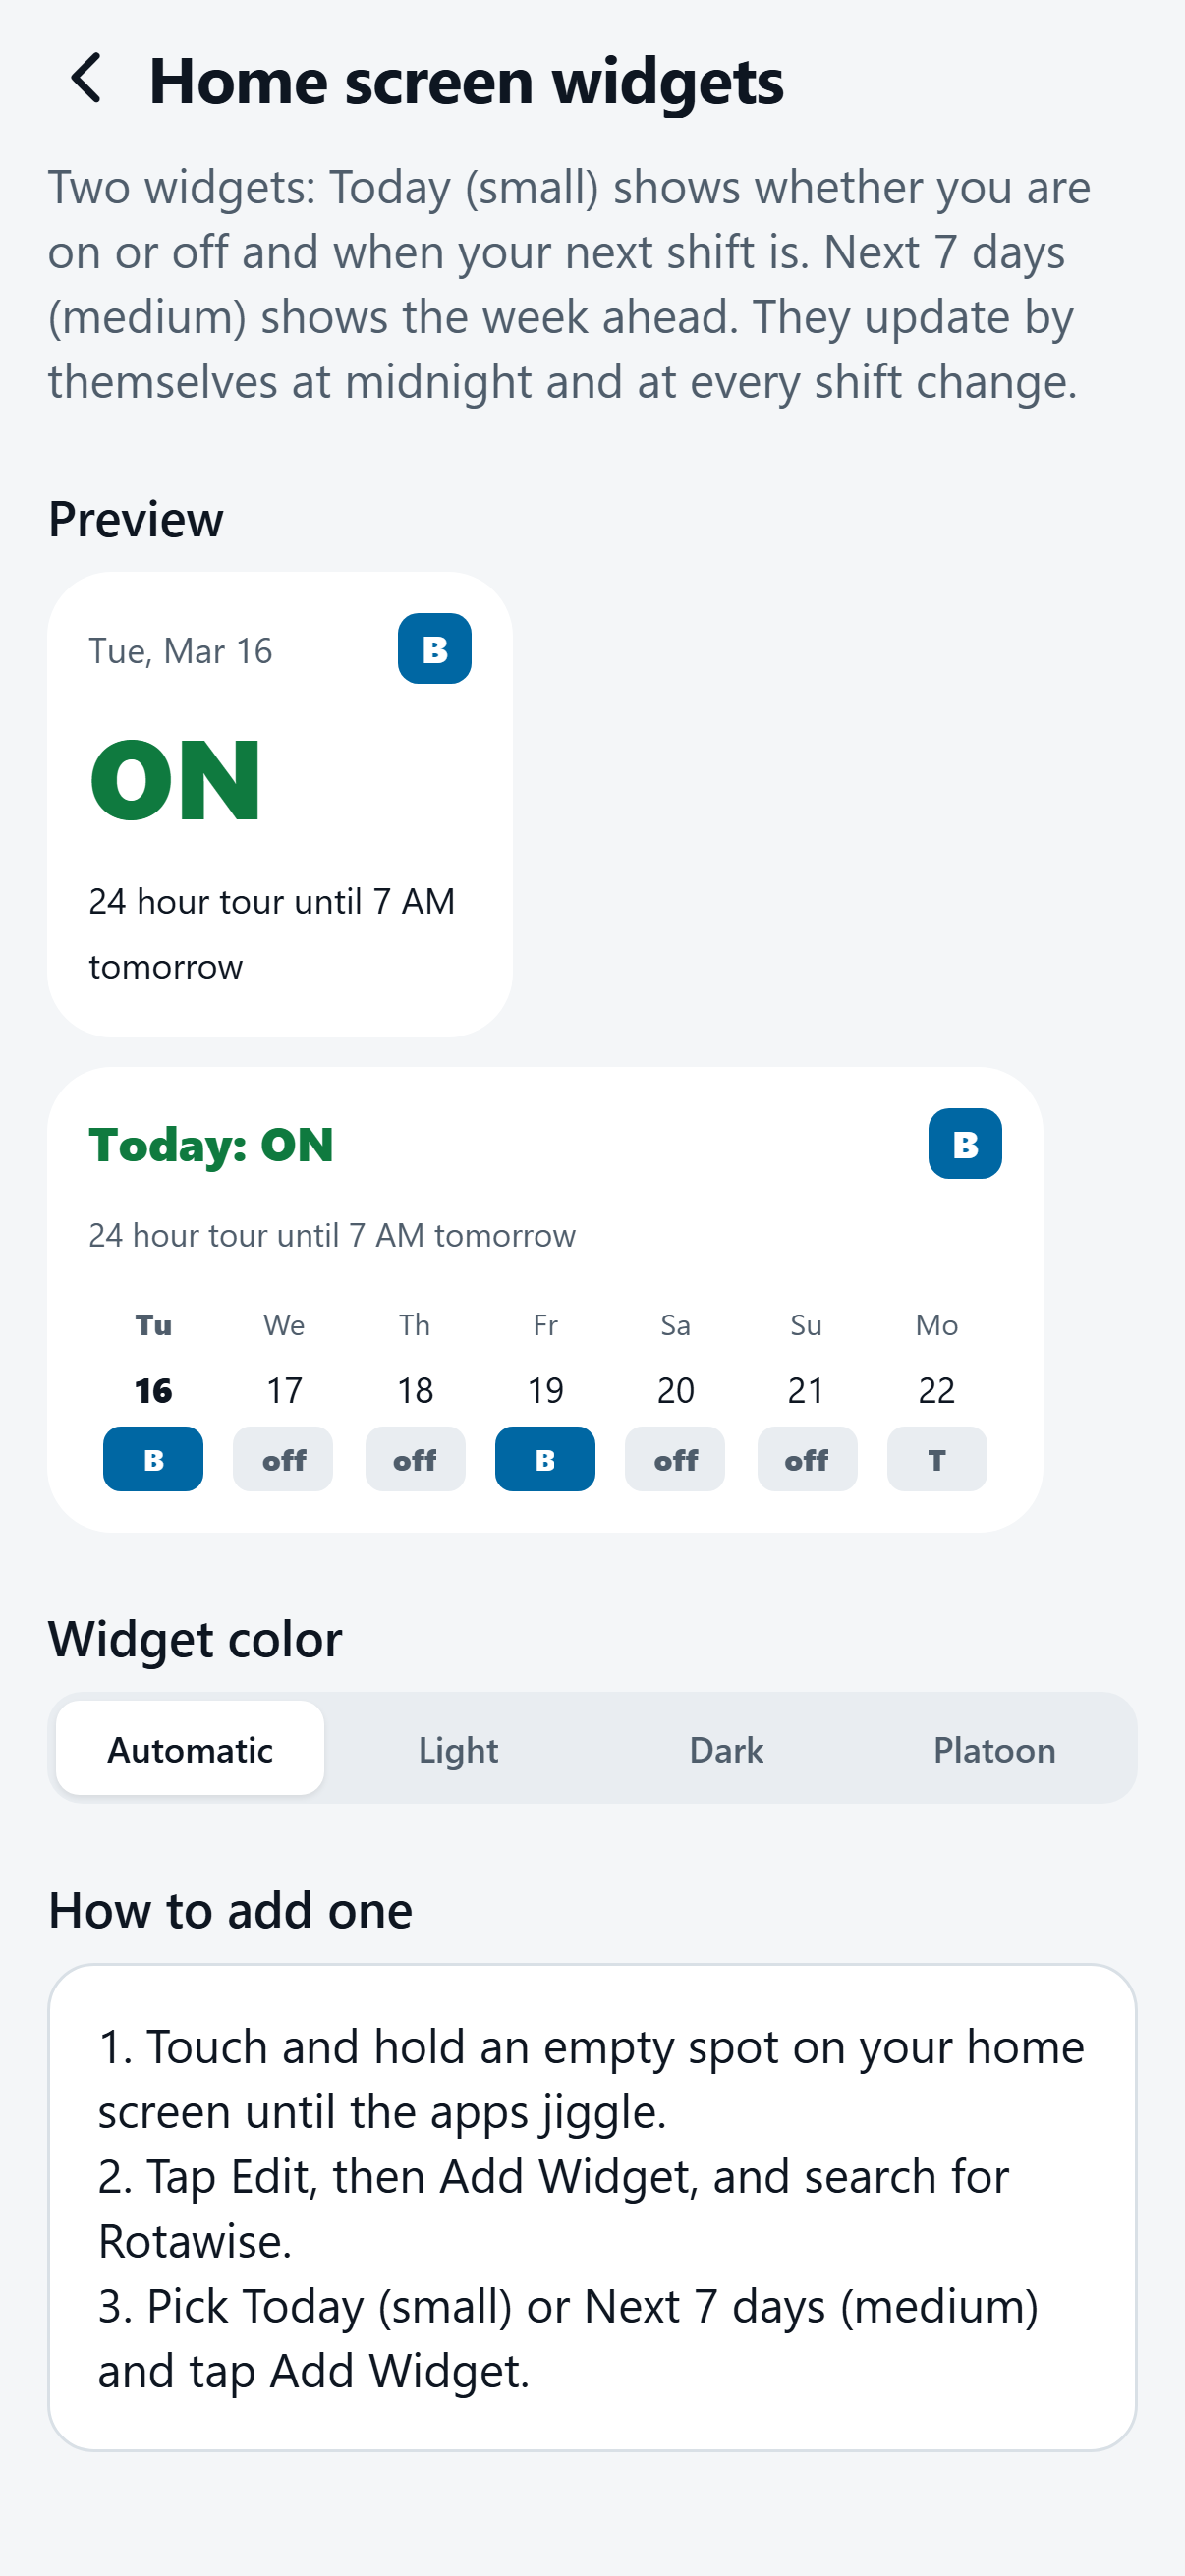 Home screen widgets
Two widgets: Today (small) shows whether you are
on or off and when your next shift is. Next 7 days
(medium) shows the week ahead. They update by
themselves at midnight and at every shift change.
Preview
Tue, Mar 16 B
ON
24 hour tour until 7 AM
tomorrow
Today: ON B
24 hour tour until 7 AM tomorrow
Tu We Th Fr Sa Su Mo
16 17 18 19 20 21 22
B off off B off off T
Widget color
Automatic Light Dark Platoon
How to add one
1. Touch and hold an empty spot on your home
screen until the apps jiggle.
2. Tap Edit, then Add Widget, and search for
Rotawise.
3. Pick Today (small) or Next 7 days (medium)
and tap Add Widget.